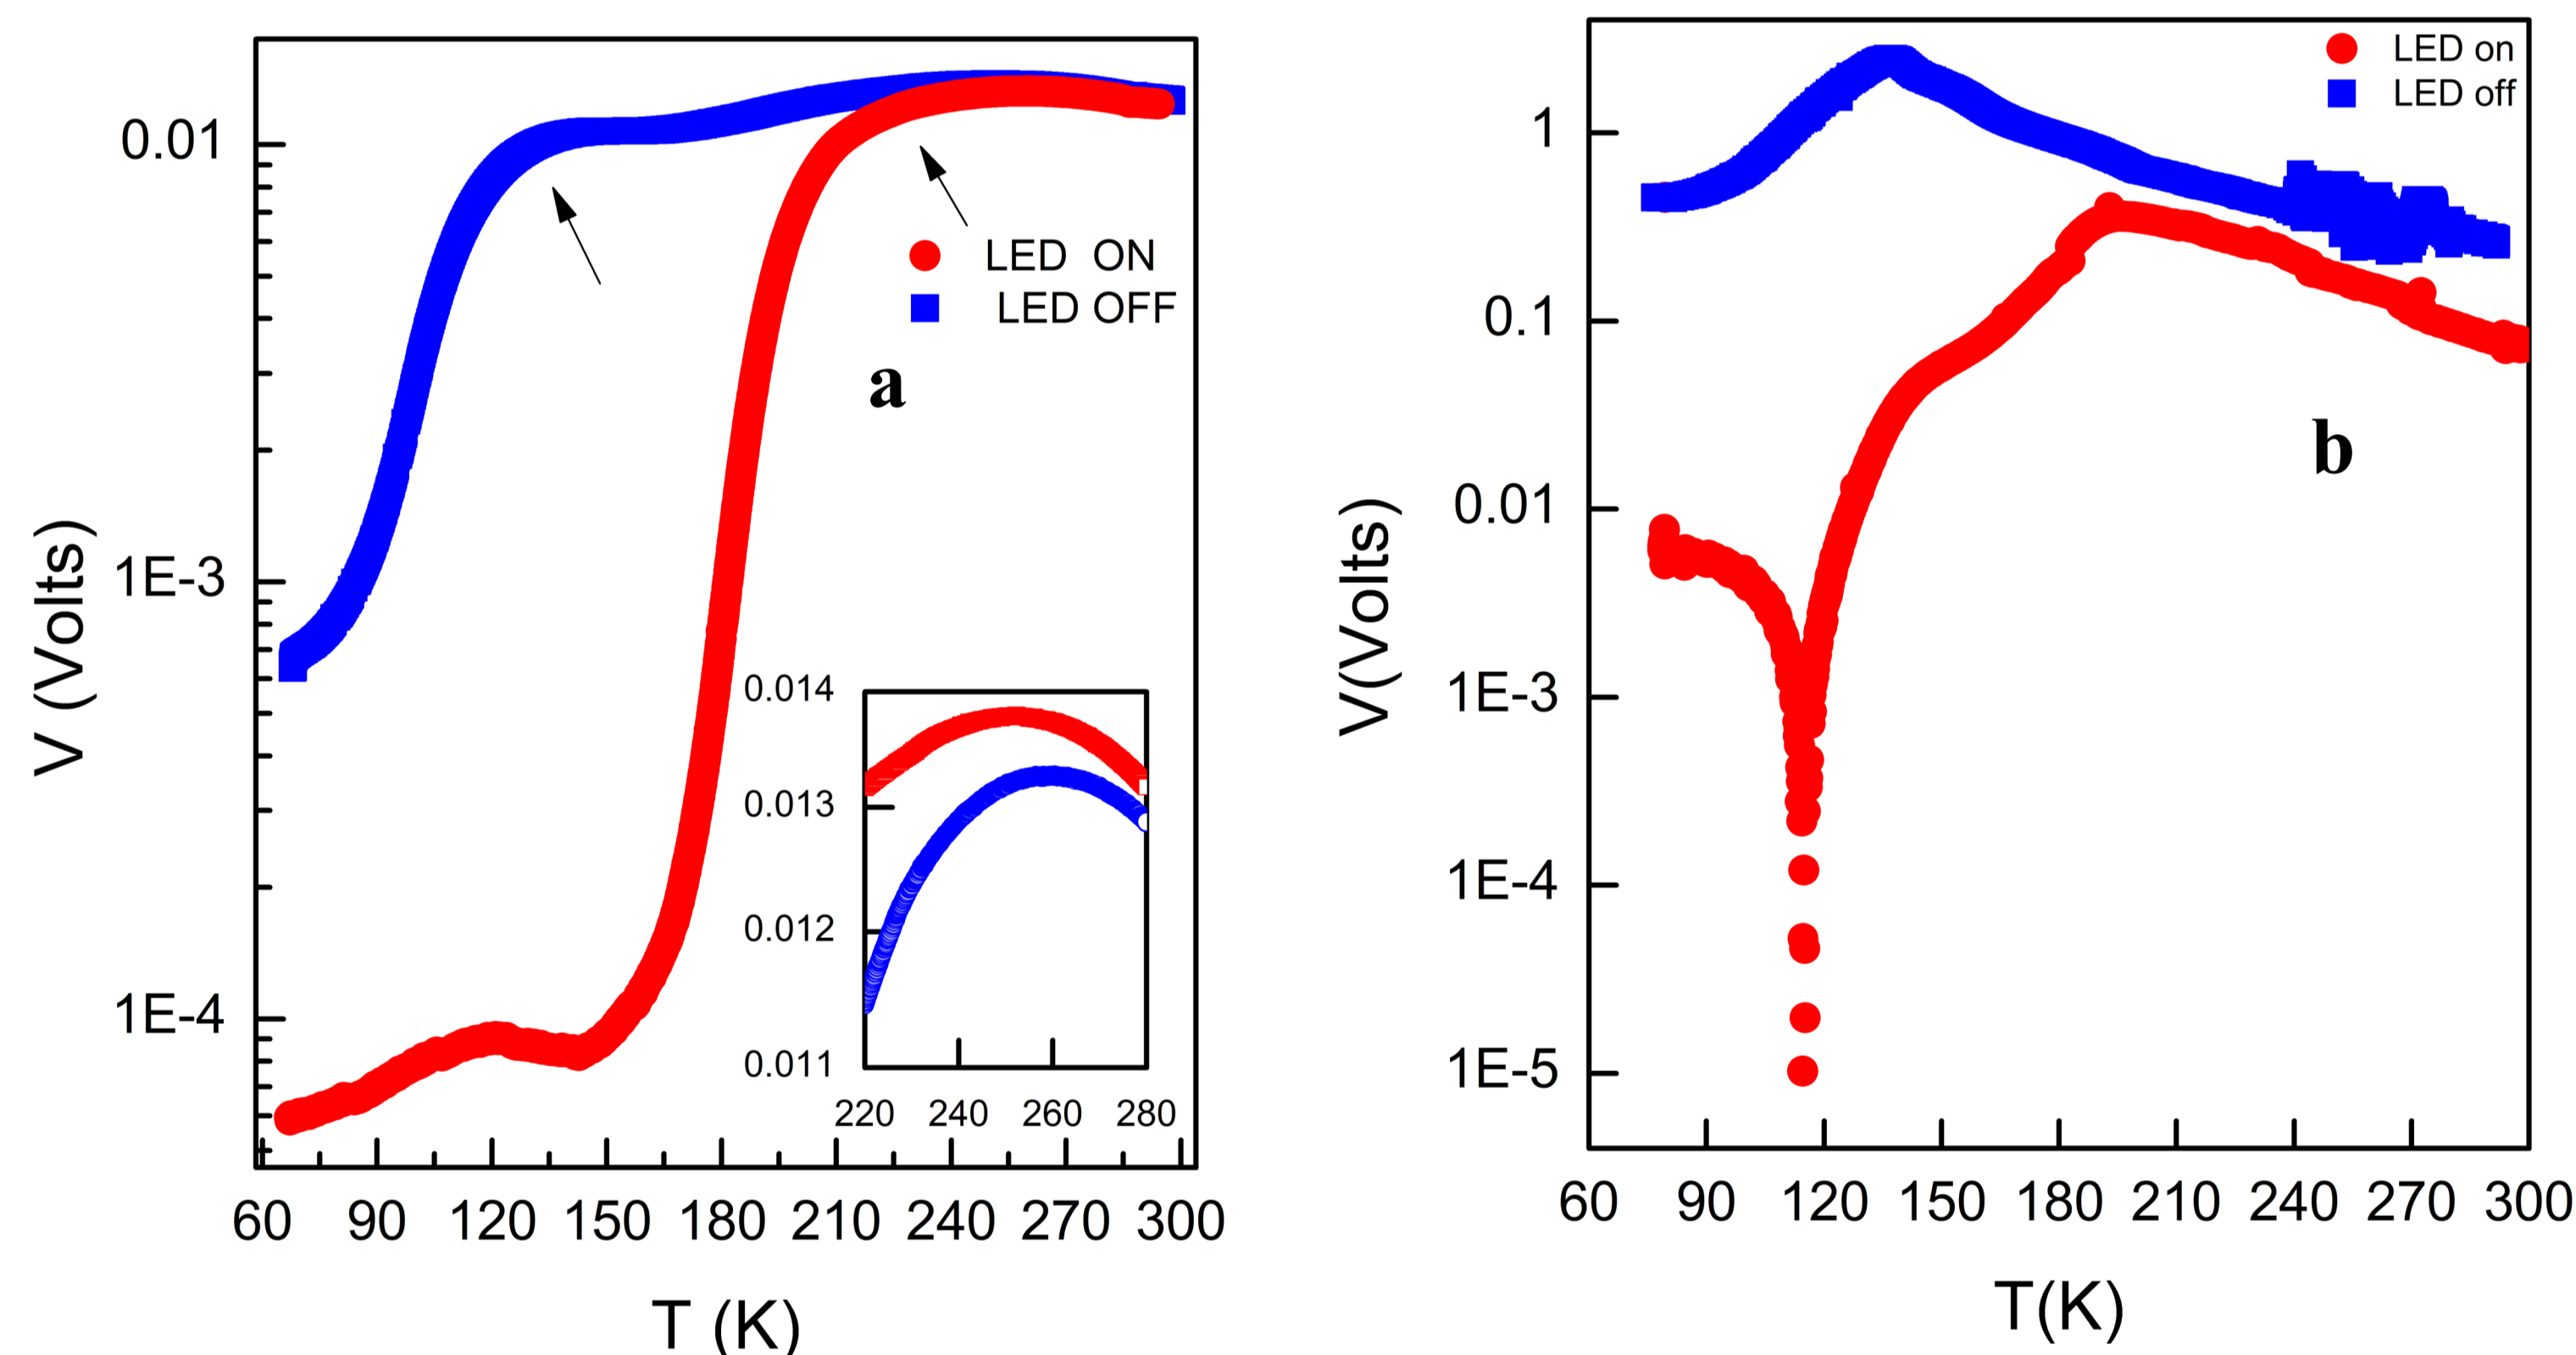 0.01
1E-3
1E-4
V (Volts)
LED ON
LED OFF
a
0.014
0.013
0.012
0.011
220 240 260 280
60 90 120 150 180 210 240 270 300
T (K)
LED on
LED off
b
1
0.1
0.01
1E-3
1E-4
1E-5
V(Volts)
60 90 120 150 180 210 240 270 300
T(K)